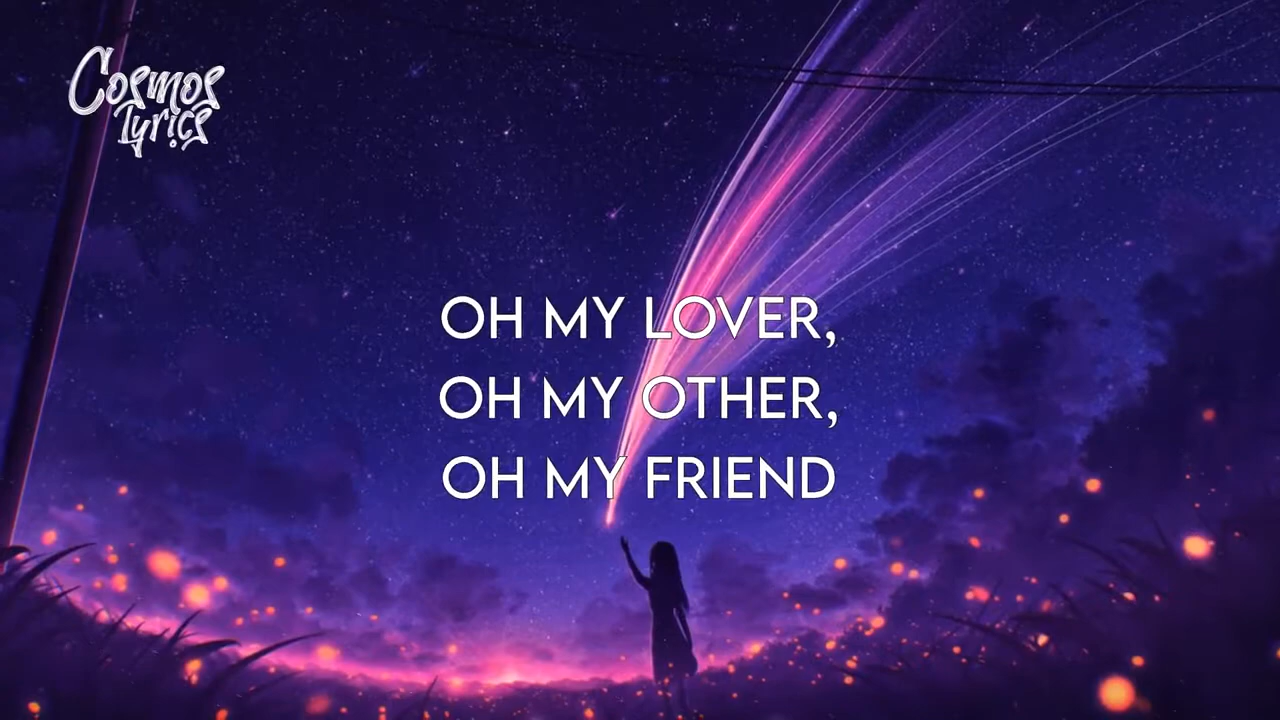 Cosmos
Lyrics
OH MY LOVER,
OH MY OTHER,
OH MY FRIEND